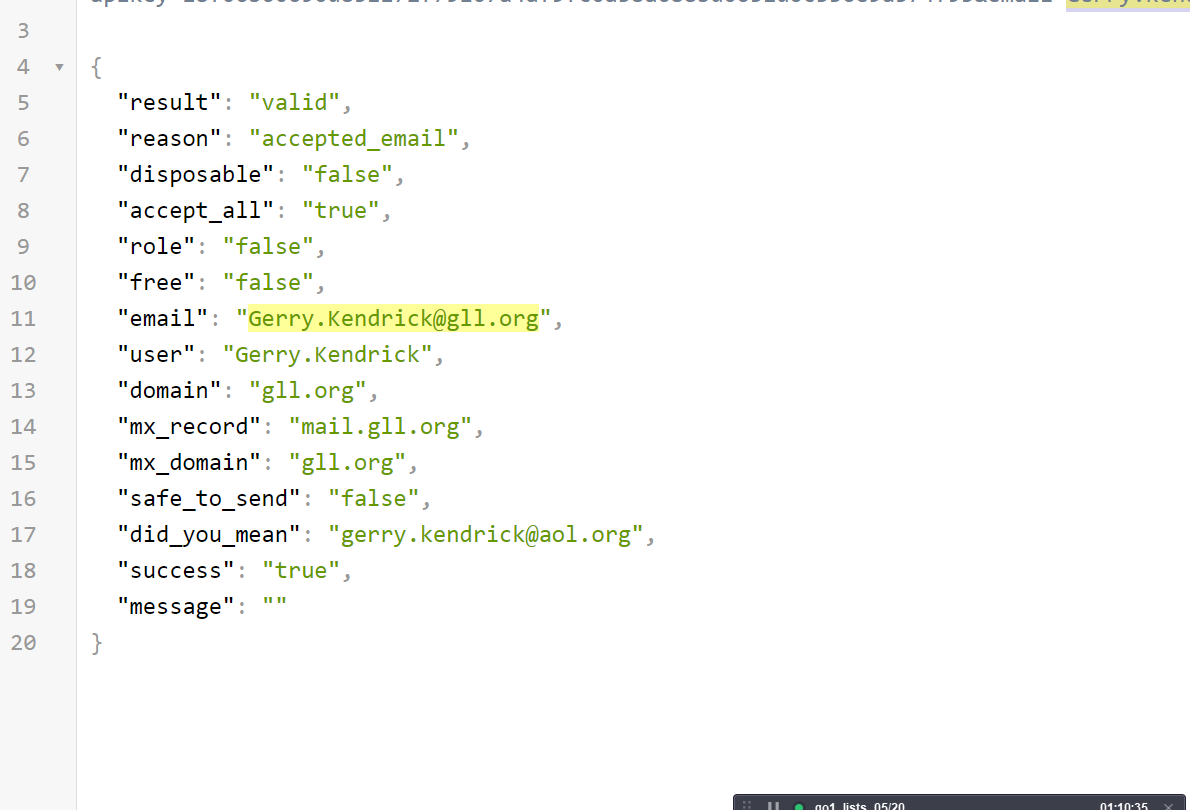 3
4 {
5 "result": "valid",
6 "reason": "accepted_email",
7 "disposable": "false",
8 "accept_all": "true",
9 "role": "false",
10 "free": "false",
11 "email": "Gerry.Kendrick@gll.org",
12 "user": "Gerry.Kendrick",
13 "domain": "gll.org",
14 "mx_record": "mail.gll.org",
15 "mx_domain": "gll.org",
16 "safe_to_send": "false",
17 "did_you_mean": "gerry.kendrick@aol.org",
18 "success": "true",
19 "message": ""
20 }
go1_lists_05/20 01:10:35